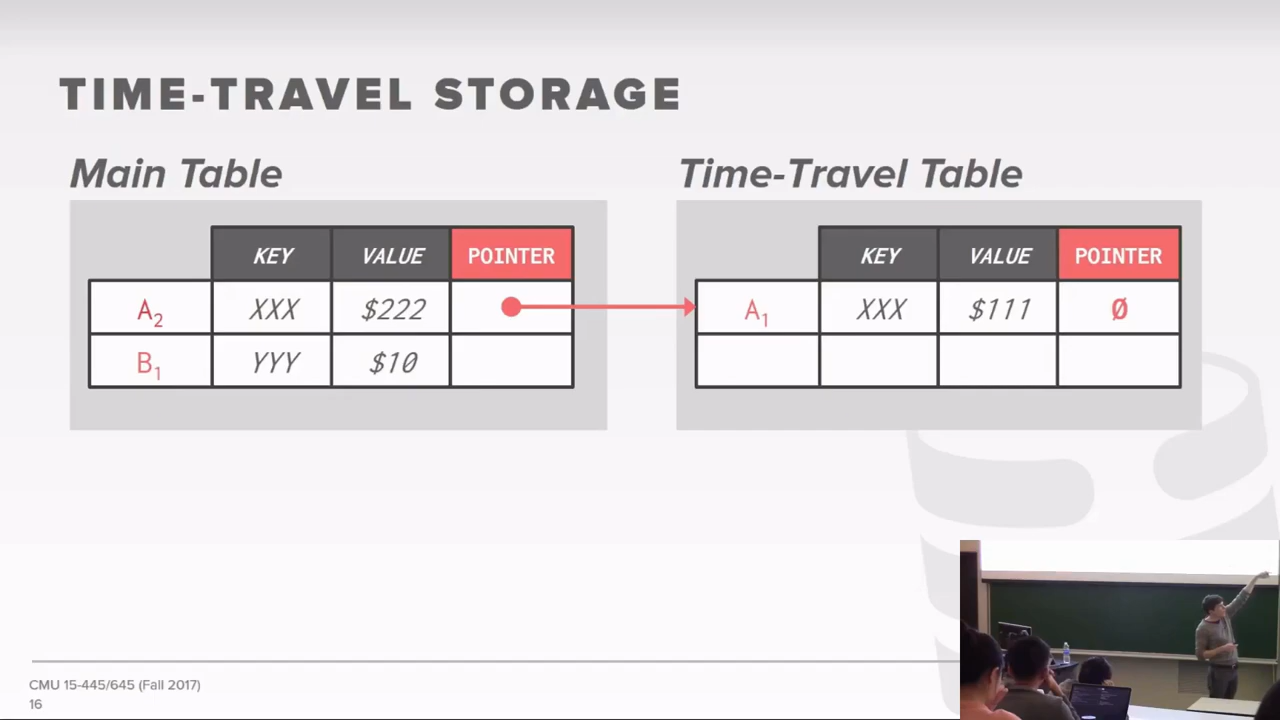 TIME-TRAVEL STORAGE
Main Table
KEY VALUE POINTER
A2 XXX $222
B1 YYY $10
Time-Travel Table
KEY VALUE POINTER
A1 XXX $111 Ø
CMU 15-445/645 (Fall 2017)
16